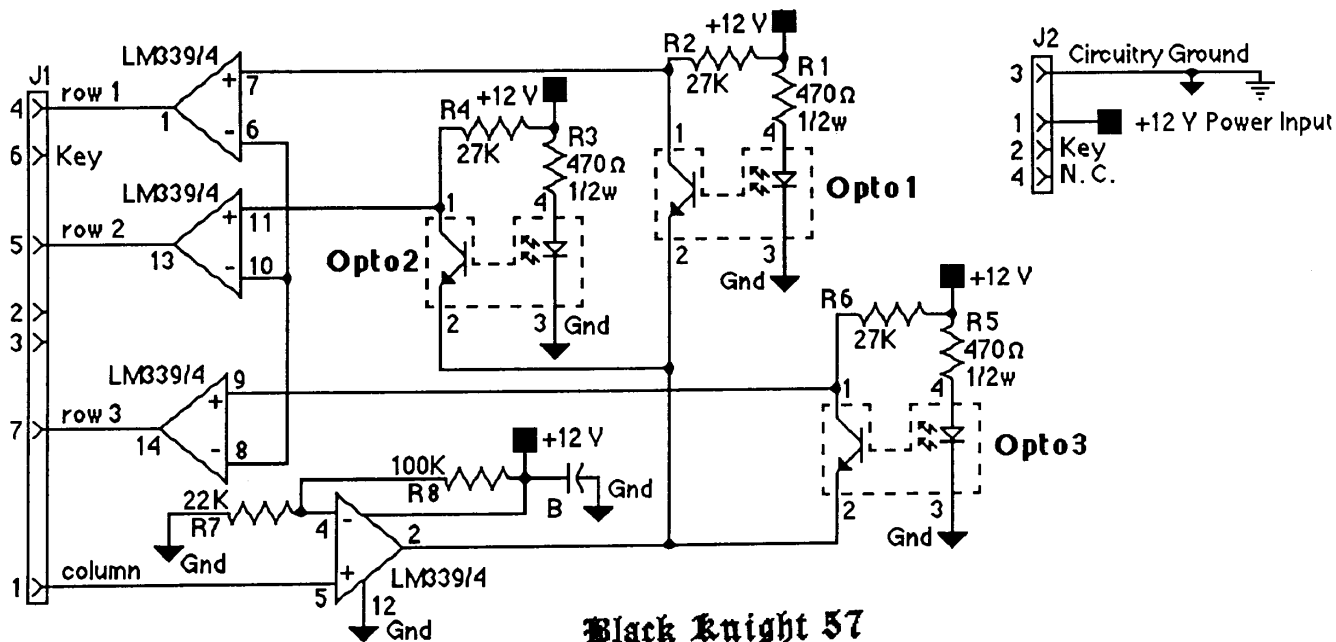 +12 V
J2
Circuitry Ground
3
1
+12 Y Power Input
2 Key
4 N.C.
J1
LM339/4
+
7
-
6
1
4 row 1
6 Key
R2
27K
R1
470Ω
1/2w
1
4
Opto1
2
3
Gnd
+12 V
R4
27K
R3
470Ω
1/2w
1
4
Opto2
2
3
Gnd
LM339/4
+
11
-
10
13
5 row 2
2
3
LM339/4
9
+
8
-
14
7 row 3
+12 V
R6
27K
R5
470Ω
1/2w
1
4
Opto3
2
3
Gnd
+12 V
100K
R8
B
Gnd
22K
R7
Gnd
4
-
2
+
5
LM339/4
12
Gnd
1 column
Black Knight 57